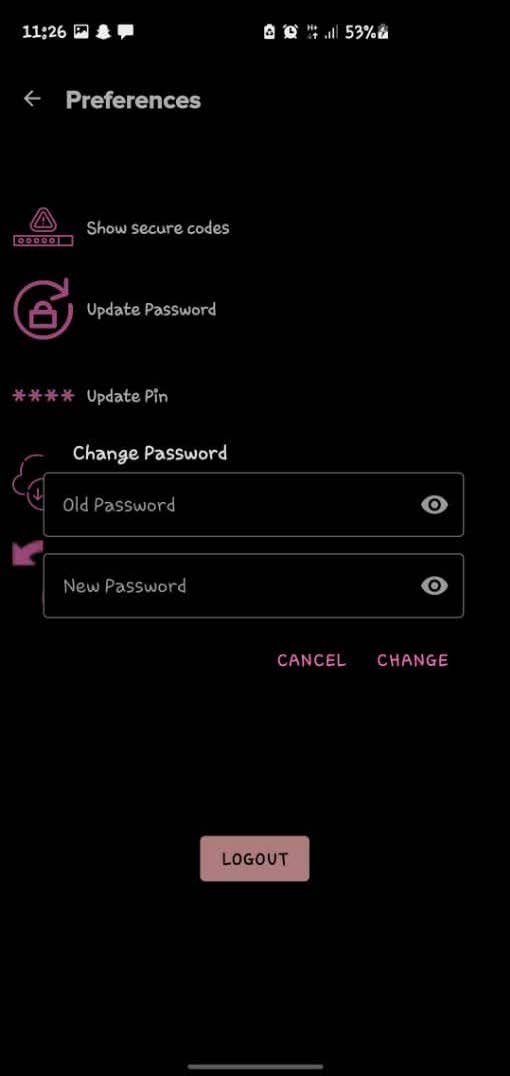 11:26 53%
Preferences
Show secure codes
Update Password
**** Update Pin
Change Password
Old Password
New Password
CANCEL CHANGE
LOGOUT